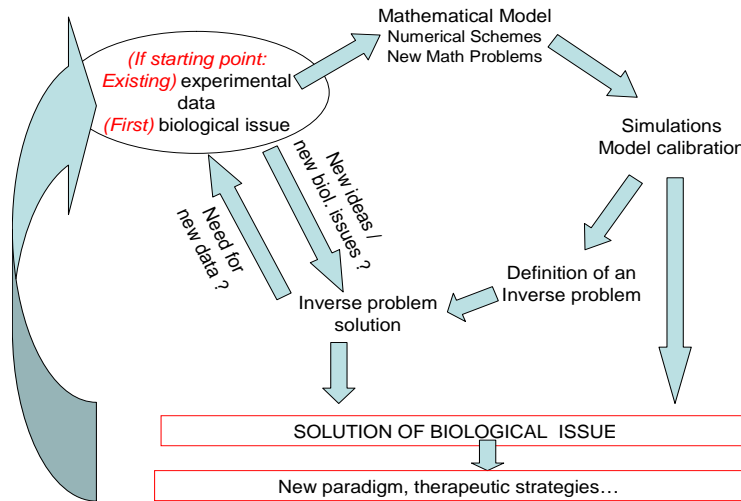 (If starting point:
Existing) experimental
data
(First) biological issue
Mathematical Model
Numerical Schemes
New Math Problems
Simulations
Model calibration
New ideas /
new biol. issues ?
Need for
new data ?
Definition of an
Inverse problem
Inverse problem
solution
SOLUTION OF BIOLOGICAL ISSUE
New paradigm, therapeutic strategies…